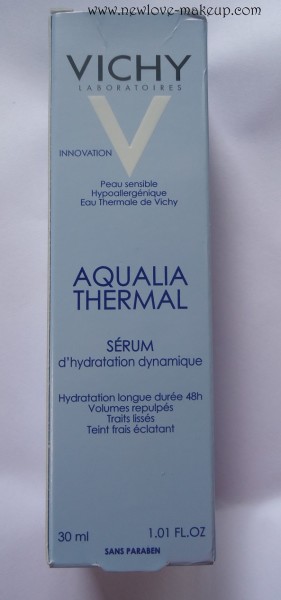 www.newlove-makeup.com
VICHY
LABORATOIRES
V
INNOVATION
Peau sensible
Hypoallergénique
Eau Thermale de Vichy
AQUALIA
THERMAL
SÉRUM
d'hydratation dynamique
Hydratation longue durée 48h
Volumes repulpés
Traits lissés
Teint frais éclatant
30 ml 1.01 FL.OZ
SANS PARABEN